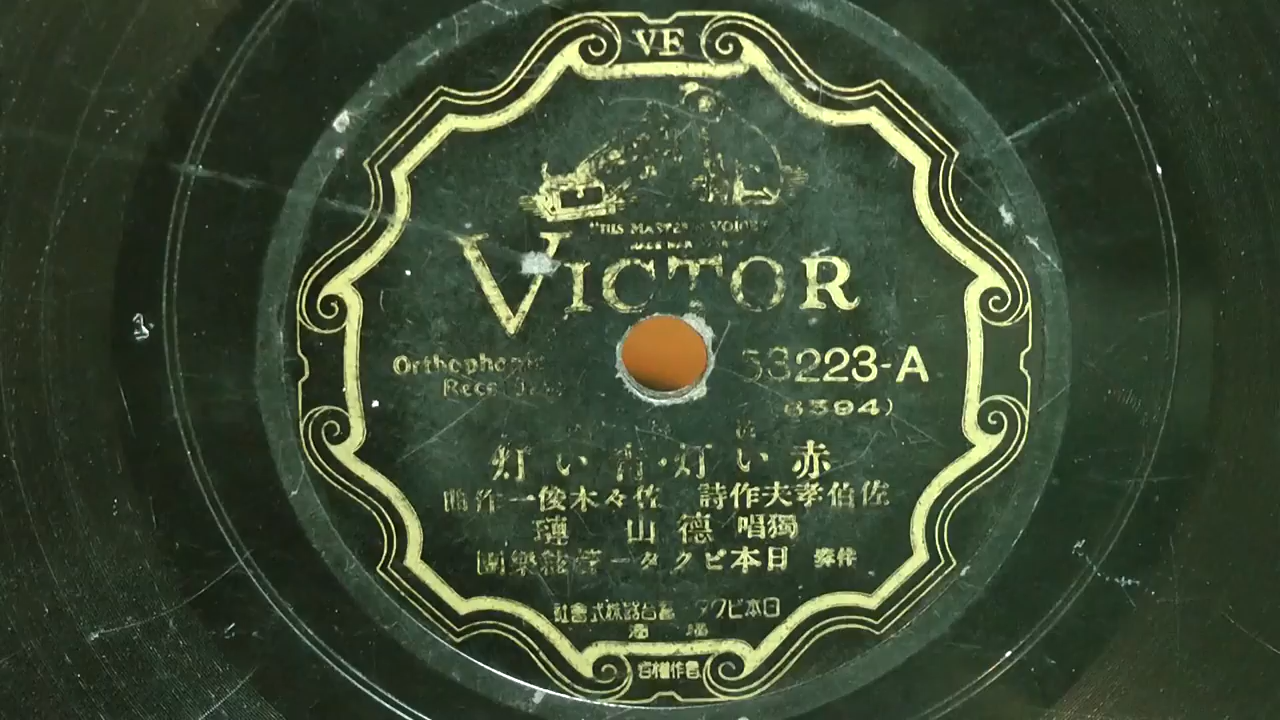 VE
"HIS MASTER'S VOICE"
VICTOR
Orthophonic
Recording
53223-A
6394)
赤い灯・青い灯
佐伯孝夫作詩 佐々木俊一作曲
獨唱 德山 璉
伴奏 日本ビクター管絃樂團
日本ビクター蓄音器株式會社